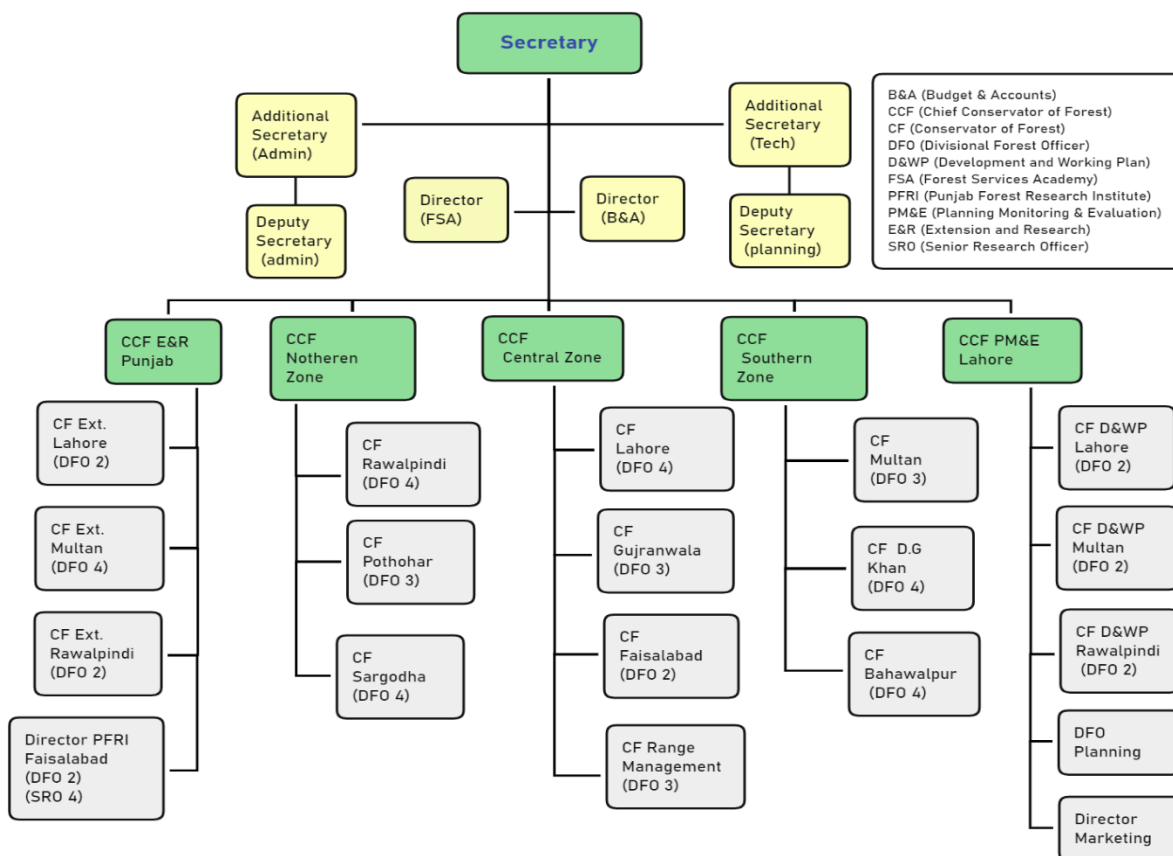 Secretary
Additional
Secretary
(Admin)
Additional
Secretary
(Tech)
Deputy
Secretary
(admin)
Director
(FSA)
Director
(B&A)
Deputy
Secretary
(planning)
B&A (Budget & Accounts)
CCF (Chief Conservator of Forest)
CF (Conservator of Forest)
DFO (Divisional Forest Officer)
D&WP (Development and Working Plan)
FSA (Forest Services Academy)
PFRI (Punjab Forest Research Institute)
PM&E (Planning Monitoring & Evaluation)
E&R (Extension and Research)
SRO (Senior Research Officer)
CCF E&R
Punjab
CF Ext.
Lahore
(DFO 2)
CF Ext.
Multan
(DFO 4)
CF Ext.
Rawalpindi
(DFO 2)
Director PFRI
Faisalabad
(DFO 2)
(SRO 4)
CCF
Notheren
Zone
CF
Rawalpindi
(DFO 4)
CF
Pothohar
(DFO 3)
CF
Sargodha
(DFO 4)
CCF
Central Zone
CF
Lahore
(DFO 4)
CF
Gujranwala
(DFO 3)
CF
Faisalabad
(DFO 2)
CF Range
Management
(DFO 3)
CCF
Southern
Zone
CF
Multan
(DFO 3)
CF D.G
Khan
(DFO 4)
CF
Bahawalpur
(DFO 4)
CCF PM&E
Lahore
CF D&WP
Lahore
(DFO 2)
CF D&WP
Multan
(DFO 2)
CF D&WP
Rawalpindi
(DFO 2)
DFO
Planning
Director
Marketing